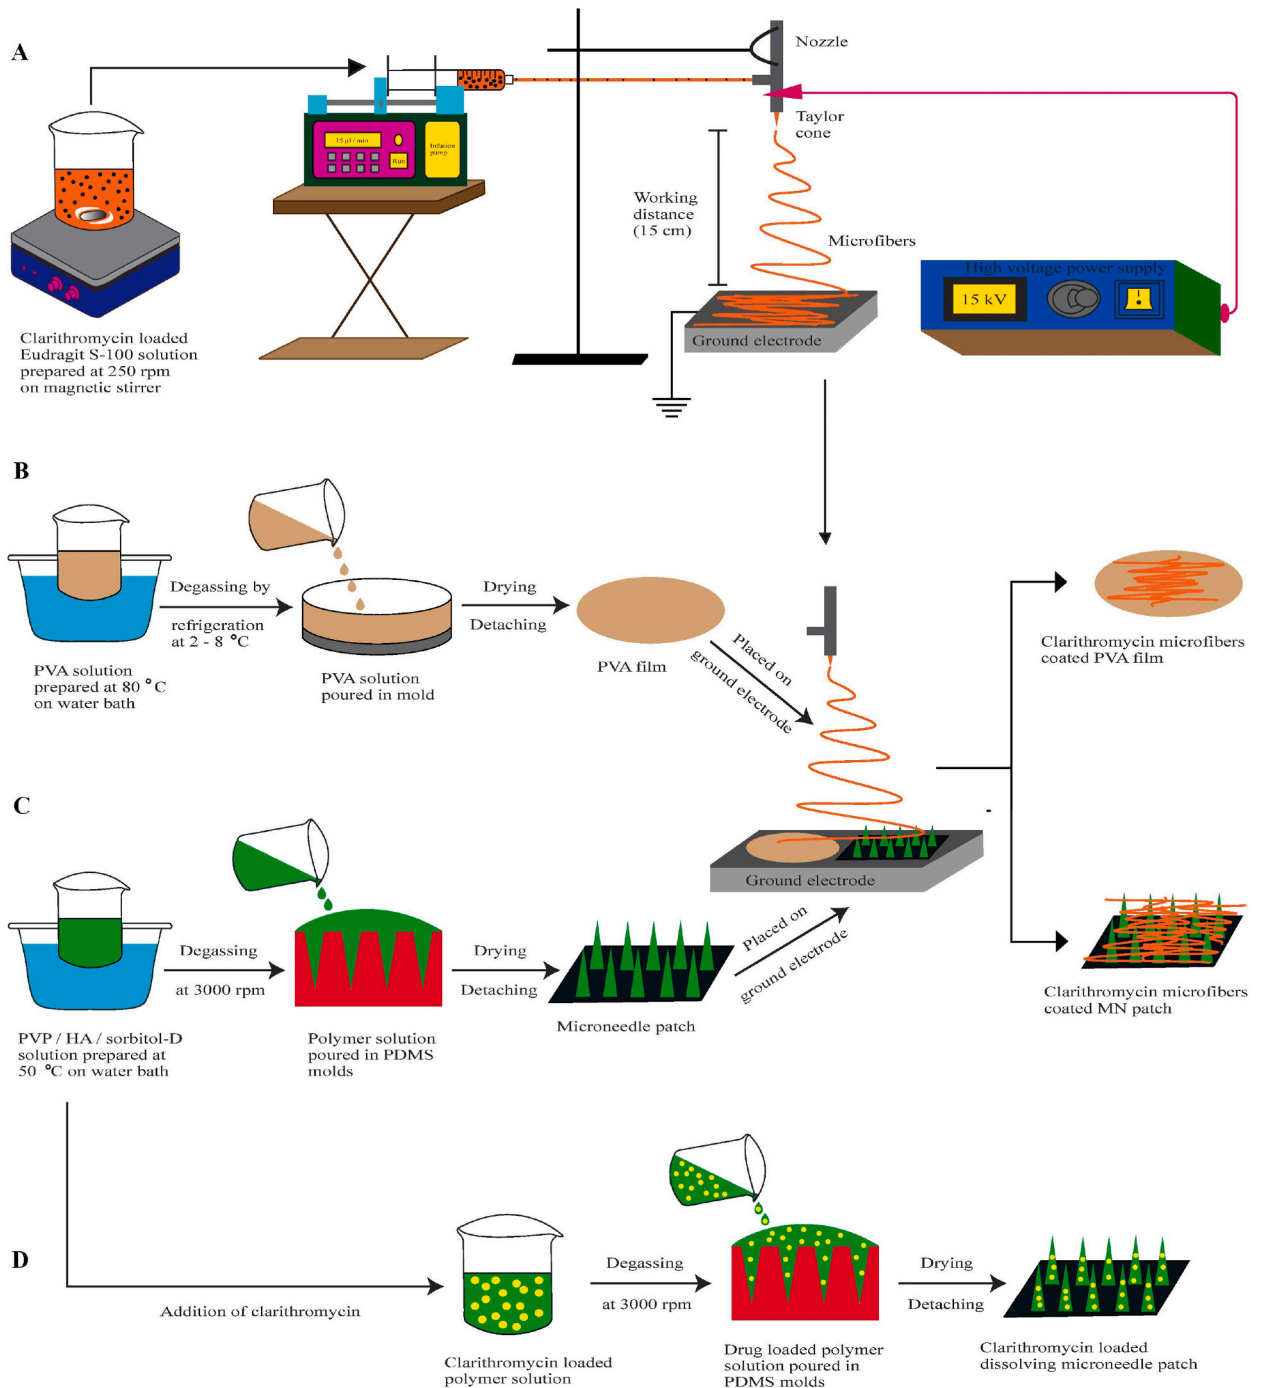 A
Nozzle
Taylor
cone
15 µl / min
Run
Infusion
pump
Working
distance
(15 cm)
Microfibers
High voltage power supply
15 kV
Ground electrode
Clarithromycin loaded
Eudragit S-100 solution
prepared at 250 rpm
on magnetic stirrer
B
Degassing by
refrigeration
at 2 - 8 °C
Drying
Detaching
PVA solution
prepared at 80 °C
on water bath
PVA solution
poured in mold
PVA film
Placed on
ground electrode
Clarithromycin microfibers
coated PVA film
C
Degassing
at 3000 rpm
Drying
Detaching
Ground electrode
Placed on
ground electrode
PVP / HA / sorbitol-D
solution prepared at
50 °C on water bath
Polymer solution
poured in PDMS
molds
Microneedle patch
Clarithromycin microfibers
coated MN patch
D
Addition of clarithromycin
Degassing
at 3000 rpm
Drying
Detaching
Clarithromycin loaded
polymer solution
Drug loaded polymer
solution poured in
PDMS molds
Clarithromycin loaded
dissolving microneedle patch